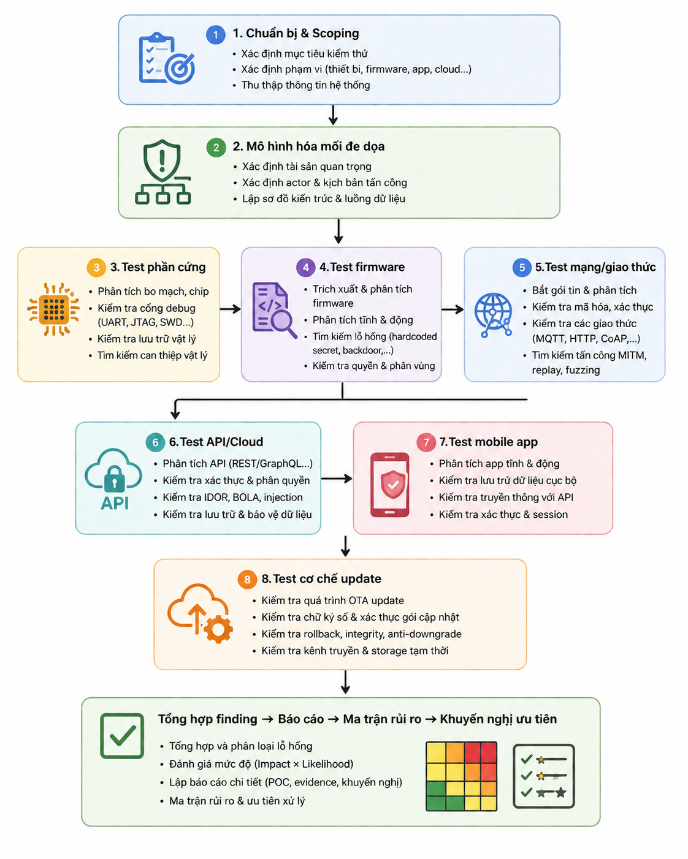 1
1. Chuẩn bị & Scoping
• Xác định mục tiêu kiểm thử
• Xác định phạm vi (thiết bị, firmware, app, cloud...)
• Thu thập thông tin hệ thống
2
2. Mô hình hóa mối đe dọa
• Xác định tài sản quan trọng
• Xác định actor & kịch bản tấn công
• Lập sơ đồ kiến trúc & luồng dữ liệu
3
3. Test phần cứng
• Phân tích bo mạch, chip
• Kiểm tra cổng debug
(UART, JTAG, SWD...)
• Kiểm tra lưu trữ vật lý
• Tìm kiếm can thiệp vật lý
4
4. Test firmware
• Trích xuất & phân tích
firmware
• Phân tích tĩnh & động
• Tìm kiếm lỗ hổng (hardcoded
secret, backdoor,...)
• Kiểm tra quyền & phân vùng
5
5. Test mạng/giao thức
• Bắt gói tin & phân tích
• Kiểm tra mã hóa, xác thực
• Kiểm tra các giao thức
(MQTT, HTTP, CoAP,...)
• Tìm kiếm tấn công MITM,
replay, fuzzing
6
6. Test API/Cloud
API
• Phân tích API (REST/GraphQL...)
• Kiểm tra xác thực & phân quyền
• Kiểm tra IDOR, BOLA, injection
• Kiểm tra lưu trữ & bảo vệ dữ liệu
7
7. Test mobile app
• Phân tích app tĩnh & động
• Kiểm tra lưu trữ dữ liệu cục bộ
• Kiểm tra truyền thông với API
• Kiểm tra xác thực & session
8
8. Test cơ chế update
• Kiểm tra quá trình OTA update
• Kiểm tra chữ ký số & xác thực gói cập nhật
• Kiểm tra rollback, integrity, anti-downgrade
• Kiểm tra kênh truyền & storage tạm thời
Tổng hợp finding → Báo cáo → Ma trận rủi ro → Khuyến nghị ưu tiên
• Tổng hợp và phân loại lỗ hổng
• Đánh giá mức độ (Impact × Likelihood)
• Lập báo cáo chi tiết (POC, evidence, khuyến nghị)
• Ma trận rủi ro & ưu tiên xử lý